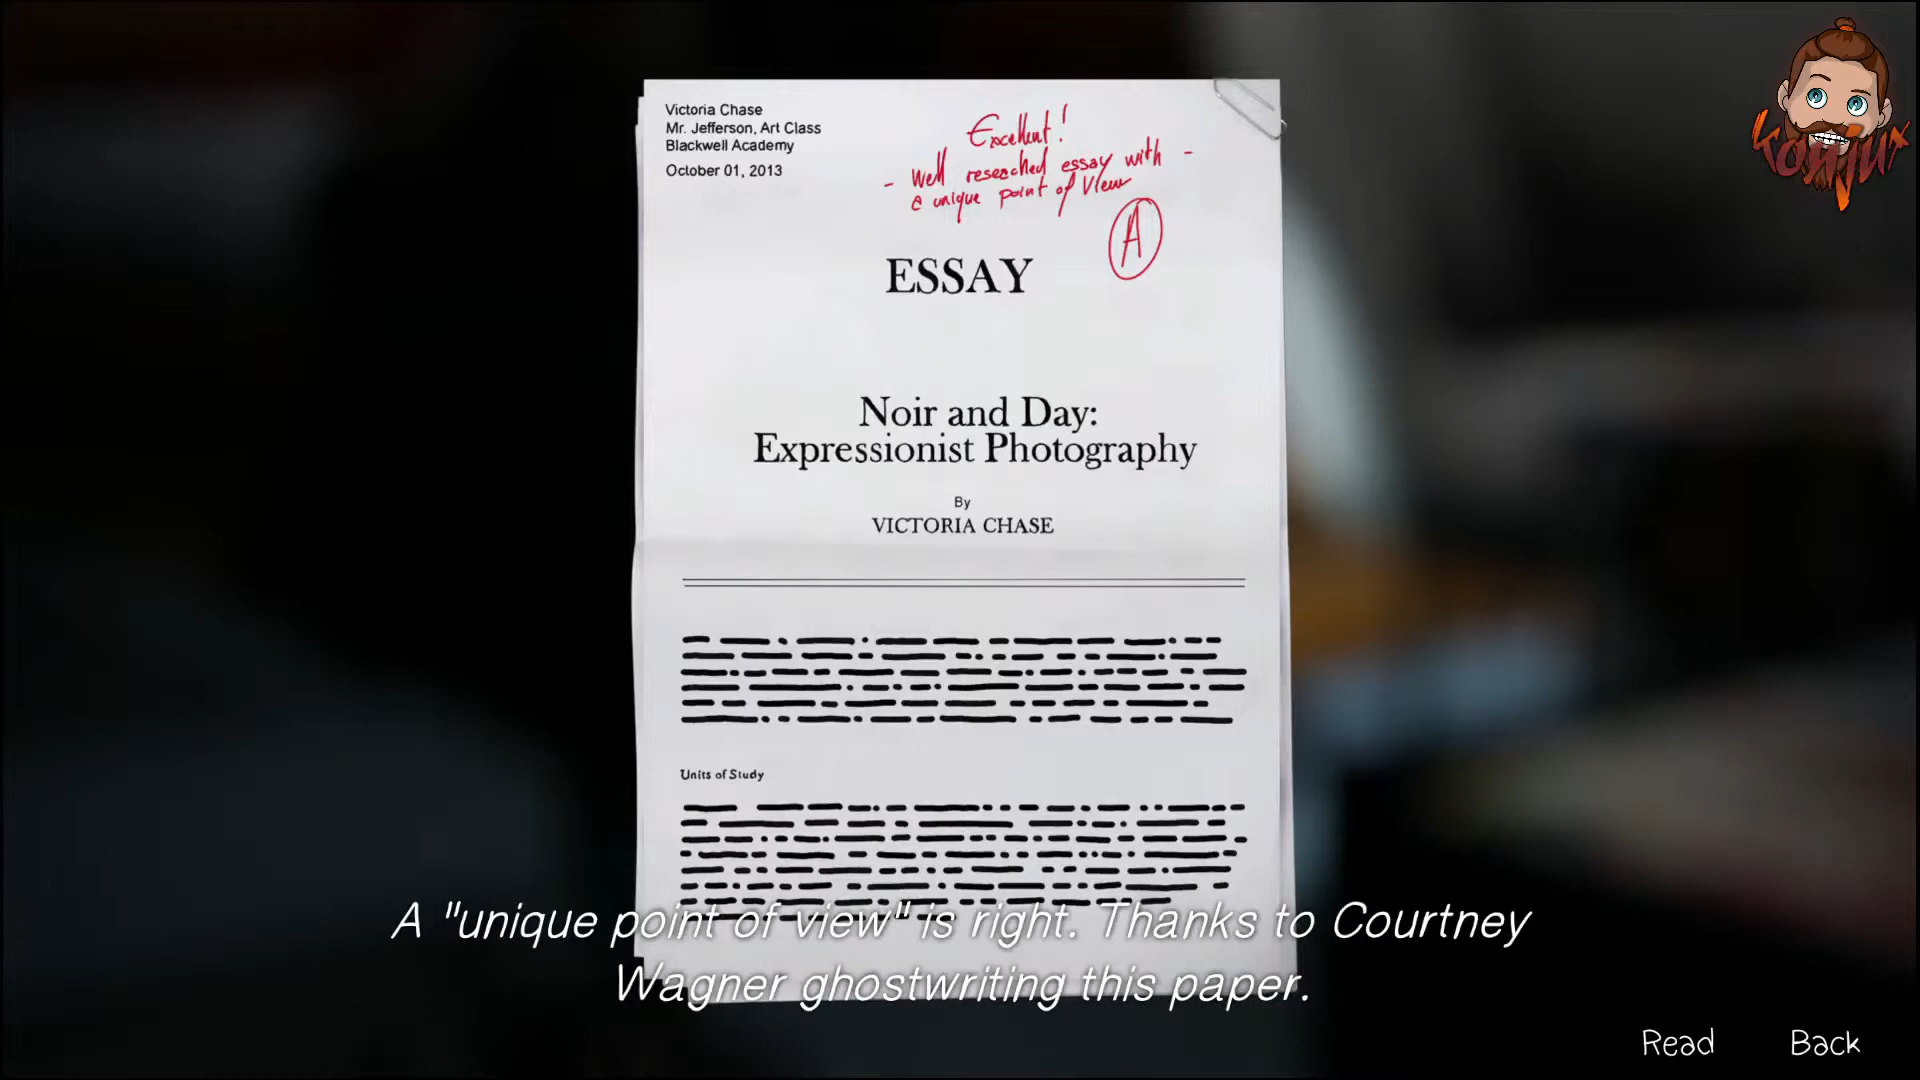 Victoria Chase
Mr. Jefferson, Art Class
Blackwell Academy
October 01, 2013
Excellent!
- Well reseached essay with -
a unique point of View
A
ESSAY
Noir and Day:
Expressionist Photography
By
VICTORIA CHASE
Units of Study
A "unique point of view" is right. Thanks to Courtney
Wagner ghostwriting this paper.
Read
Back